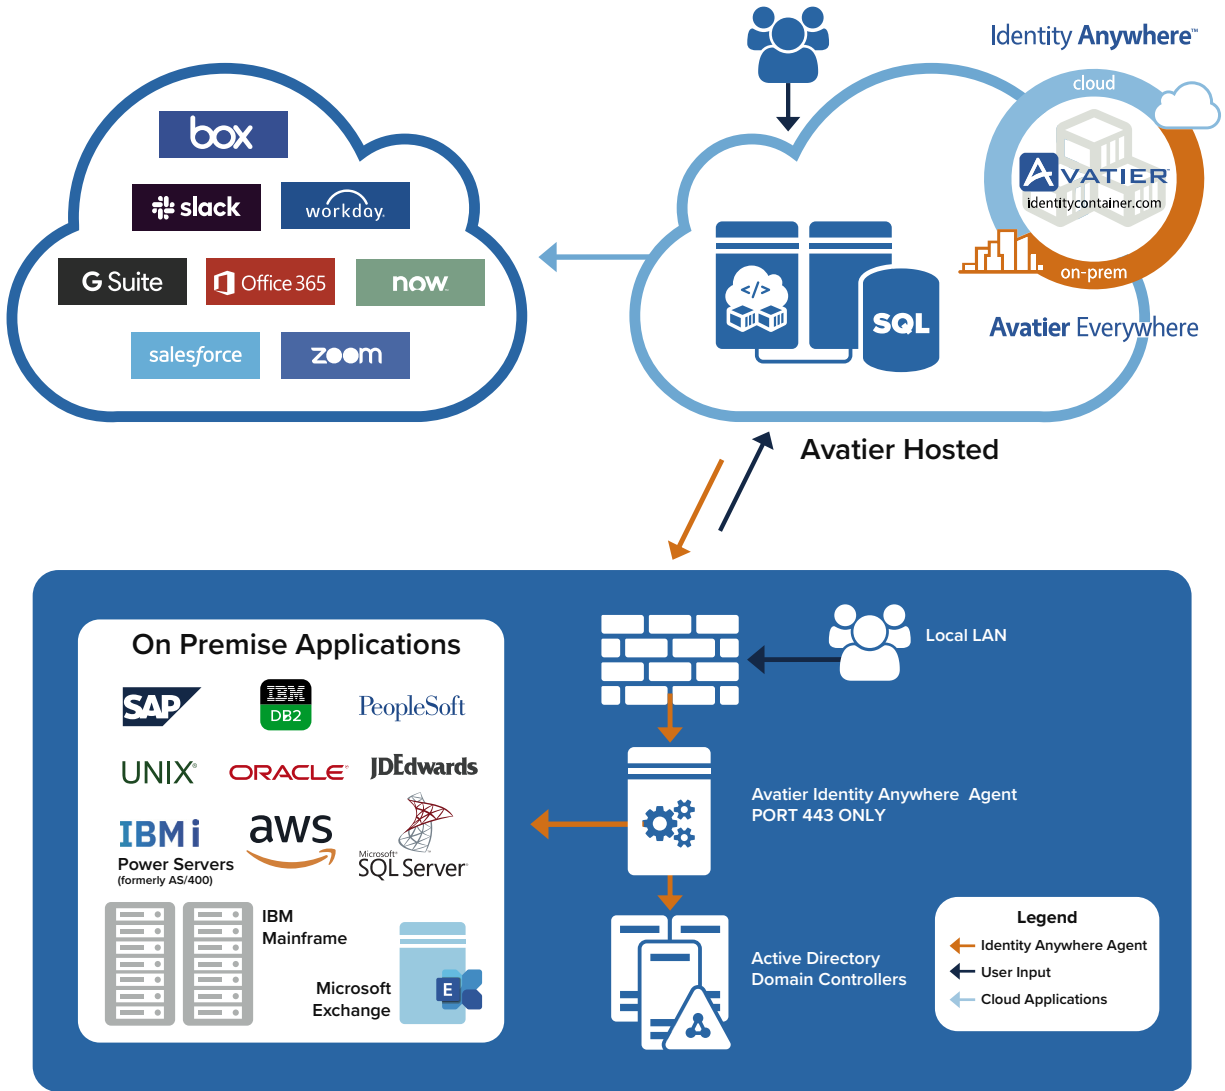 Identity Anywhere™
cloud
AVATIER
identitycontainer.com
on-prem
Avatier Everywhere
box
slack
workday.
G Suite
Office 365
now
salesforce
zoom
</>
SQL
Avatier Hosted
On Premise Applications
SAP
IBM
DB2
PeopleSoft
UNIX®
ORACLE®
JDEdwards
IBM i
Power Servers
(formerly AS/400)
aws
Microsoft®
SQL Server®
IBM
Mainframe
Microsoft
Exchange
E
Local LAN
Avatier Identity Anywhere Agent
PORT 443 ONLY
Active Directory
Domain Controllers
Legend
Identity Anywhere Agent
User Input
Cloud Applications